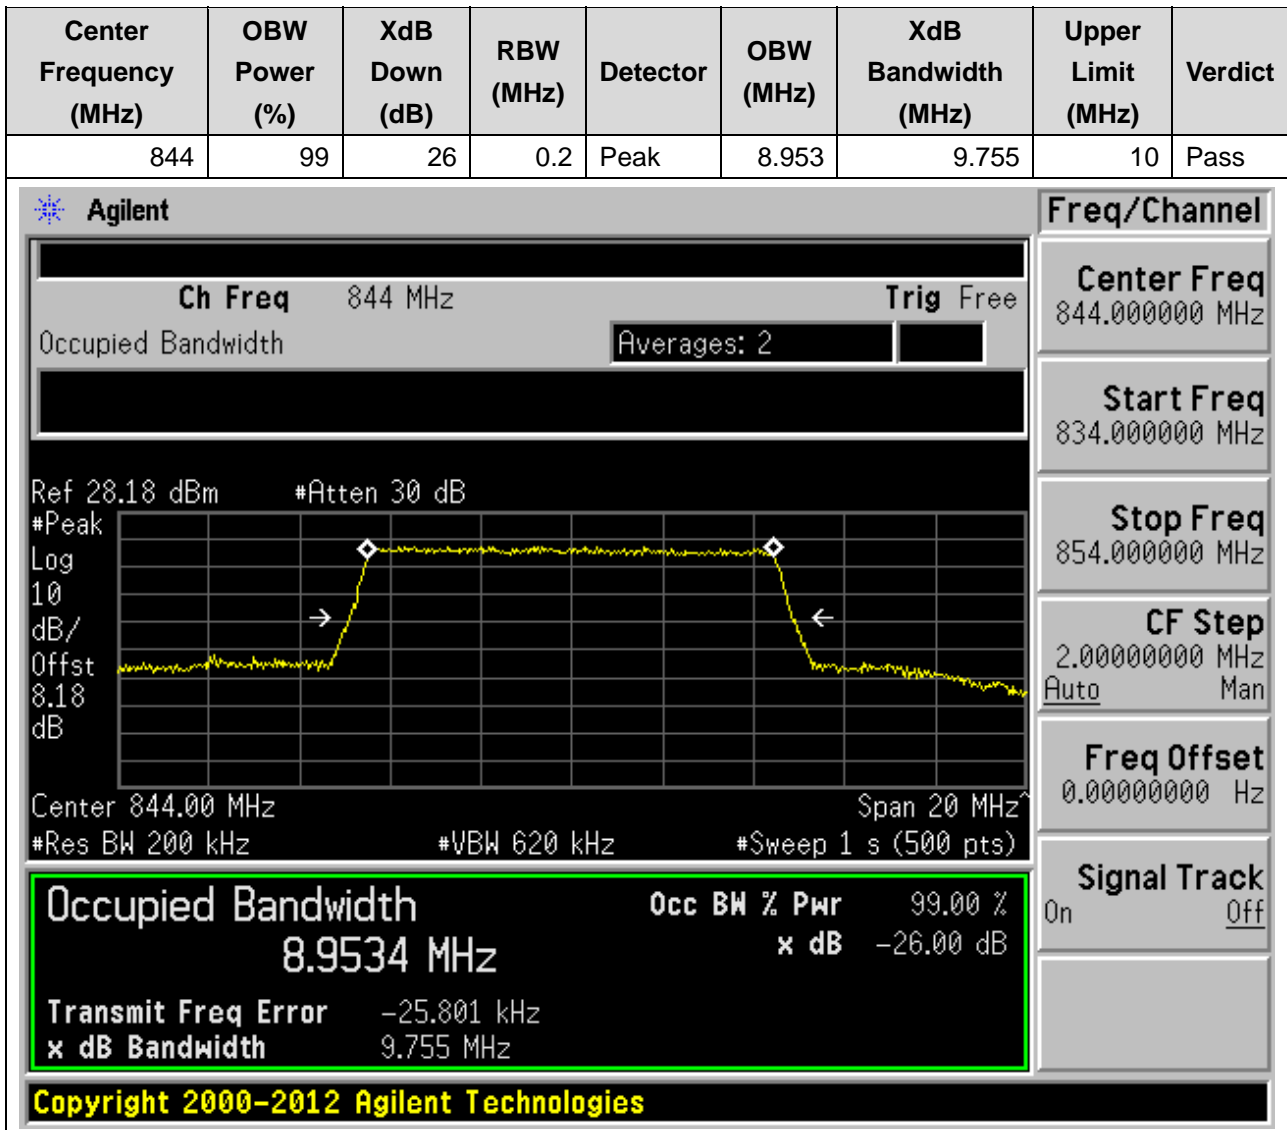 Center Frequency (MHz) OBW Power (%) XdB Down (dB) RBW (MHz) Detector OBW (MHz) XdB Bandwidth (MHz) Upper Limit (MHz) Verdict
844 99 26 0.2 Peak 8.953 9.755 10 Pass
Agilent
Freq/Channel
Ch Freq 844 MHz Trig Free
Occupied Bandwidth Averages: 2
Center Freq
844.000000 MHz
Start Freq
834.000000 MHz
Stop Freq
854.000000 MHz
CF Step
2.00000000 MHz
Auto Man
Freq Offset
0.00000000 Hz
Signal Track
On Off
Ref 28.18 dBm #Atten 30 dB
#Peak
Log
10
dB/
Offst
8.18
dB
Center 844.00 MHz Span 20 MHz^
#Res BW 200 kHz #VBW 620 kHz #Sweep 1 s (500 pts)
Occupied Bandwidth Occ BW % Pwr 99.00 %
8.9534 MHz x dB -26.00 dB
Transmit Freq Error -25.801 kHz
x dB Bandwidth 9.755 MHz
Copyright 2000-2012 Agilent Technologies